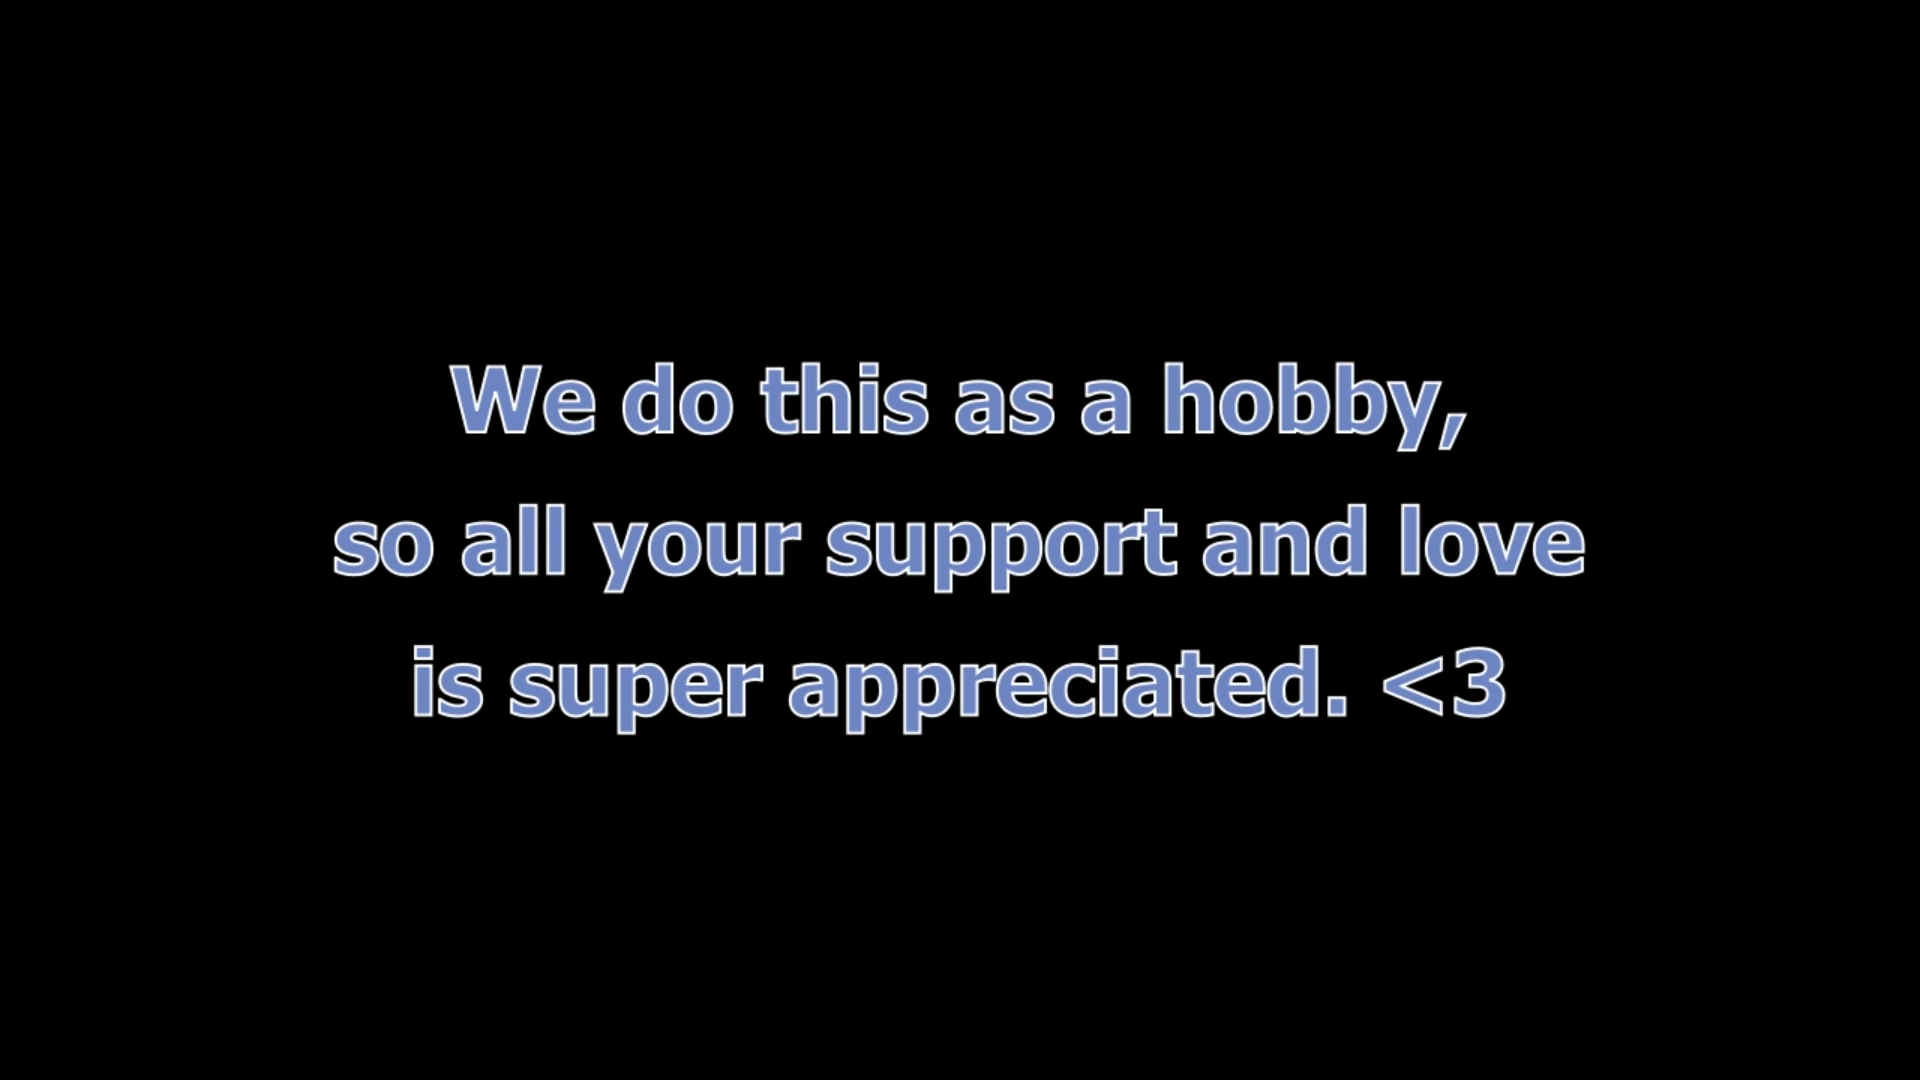 We do this as a hobby,
so all your support and love
is super appreciated. <3